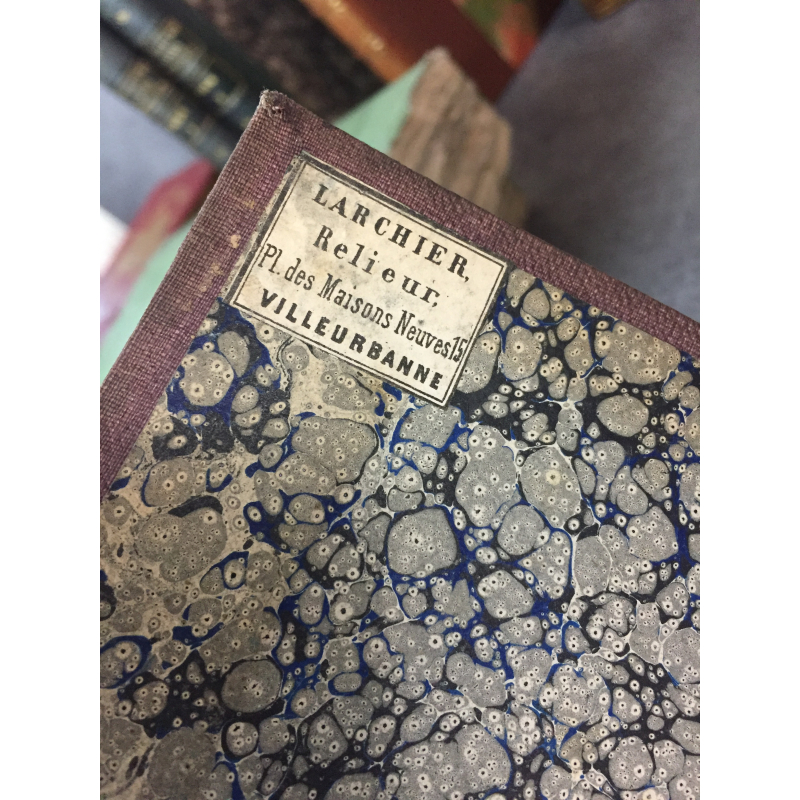 LARCHIER,
Relieur,
Pl. des Maisons Neuves 15
VILLEURBANNE